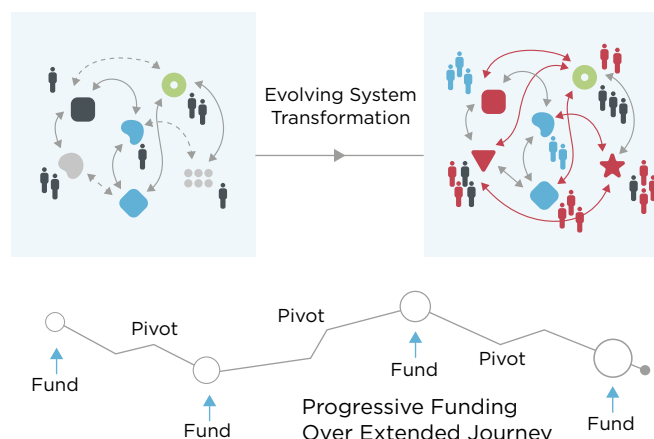 Evolving System
Transformation
Pivot
Pivot
Pivot
Fund
Fund
Fund
Fund
Progressive Funding
Over Extended Journey